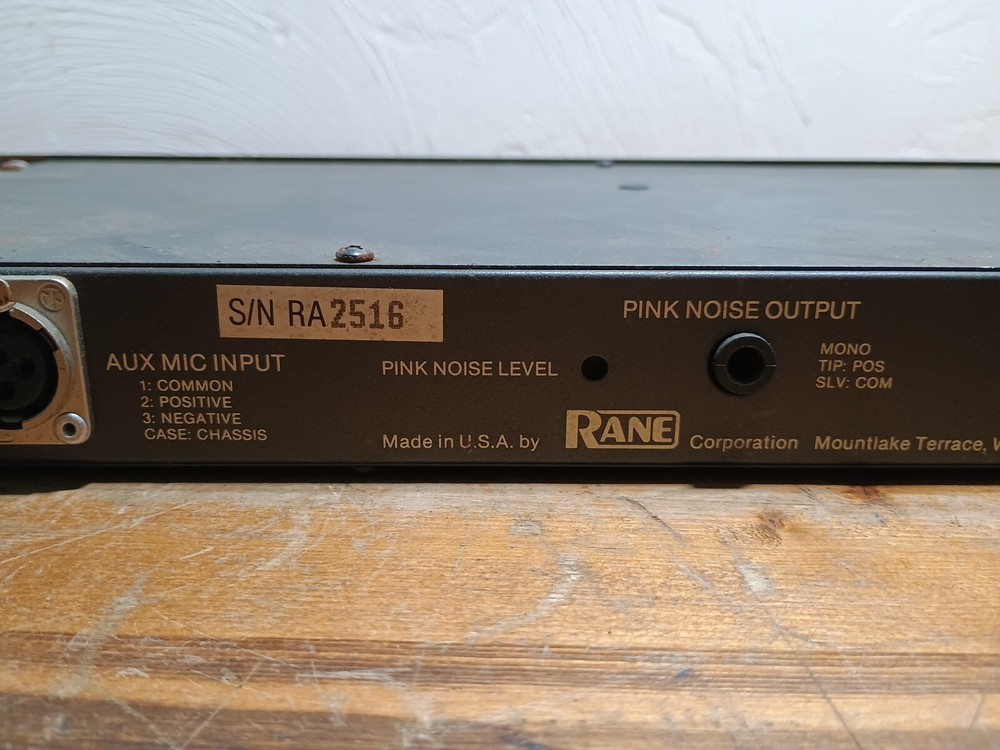 S/N RA2516
AUX MIC INPUT
1: COMMON
2: POSITIVE
3: NEGATIVE
CASE: CHASSIS
PINK NOISE LEVEL
PINK NOISE OUTPUT
MONO
TIP: POS
SLV: COM
Made in U.S.A. by RANE Corporation Mountlake Terrace,